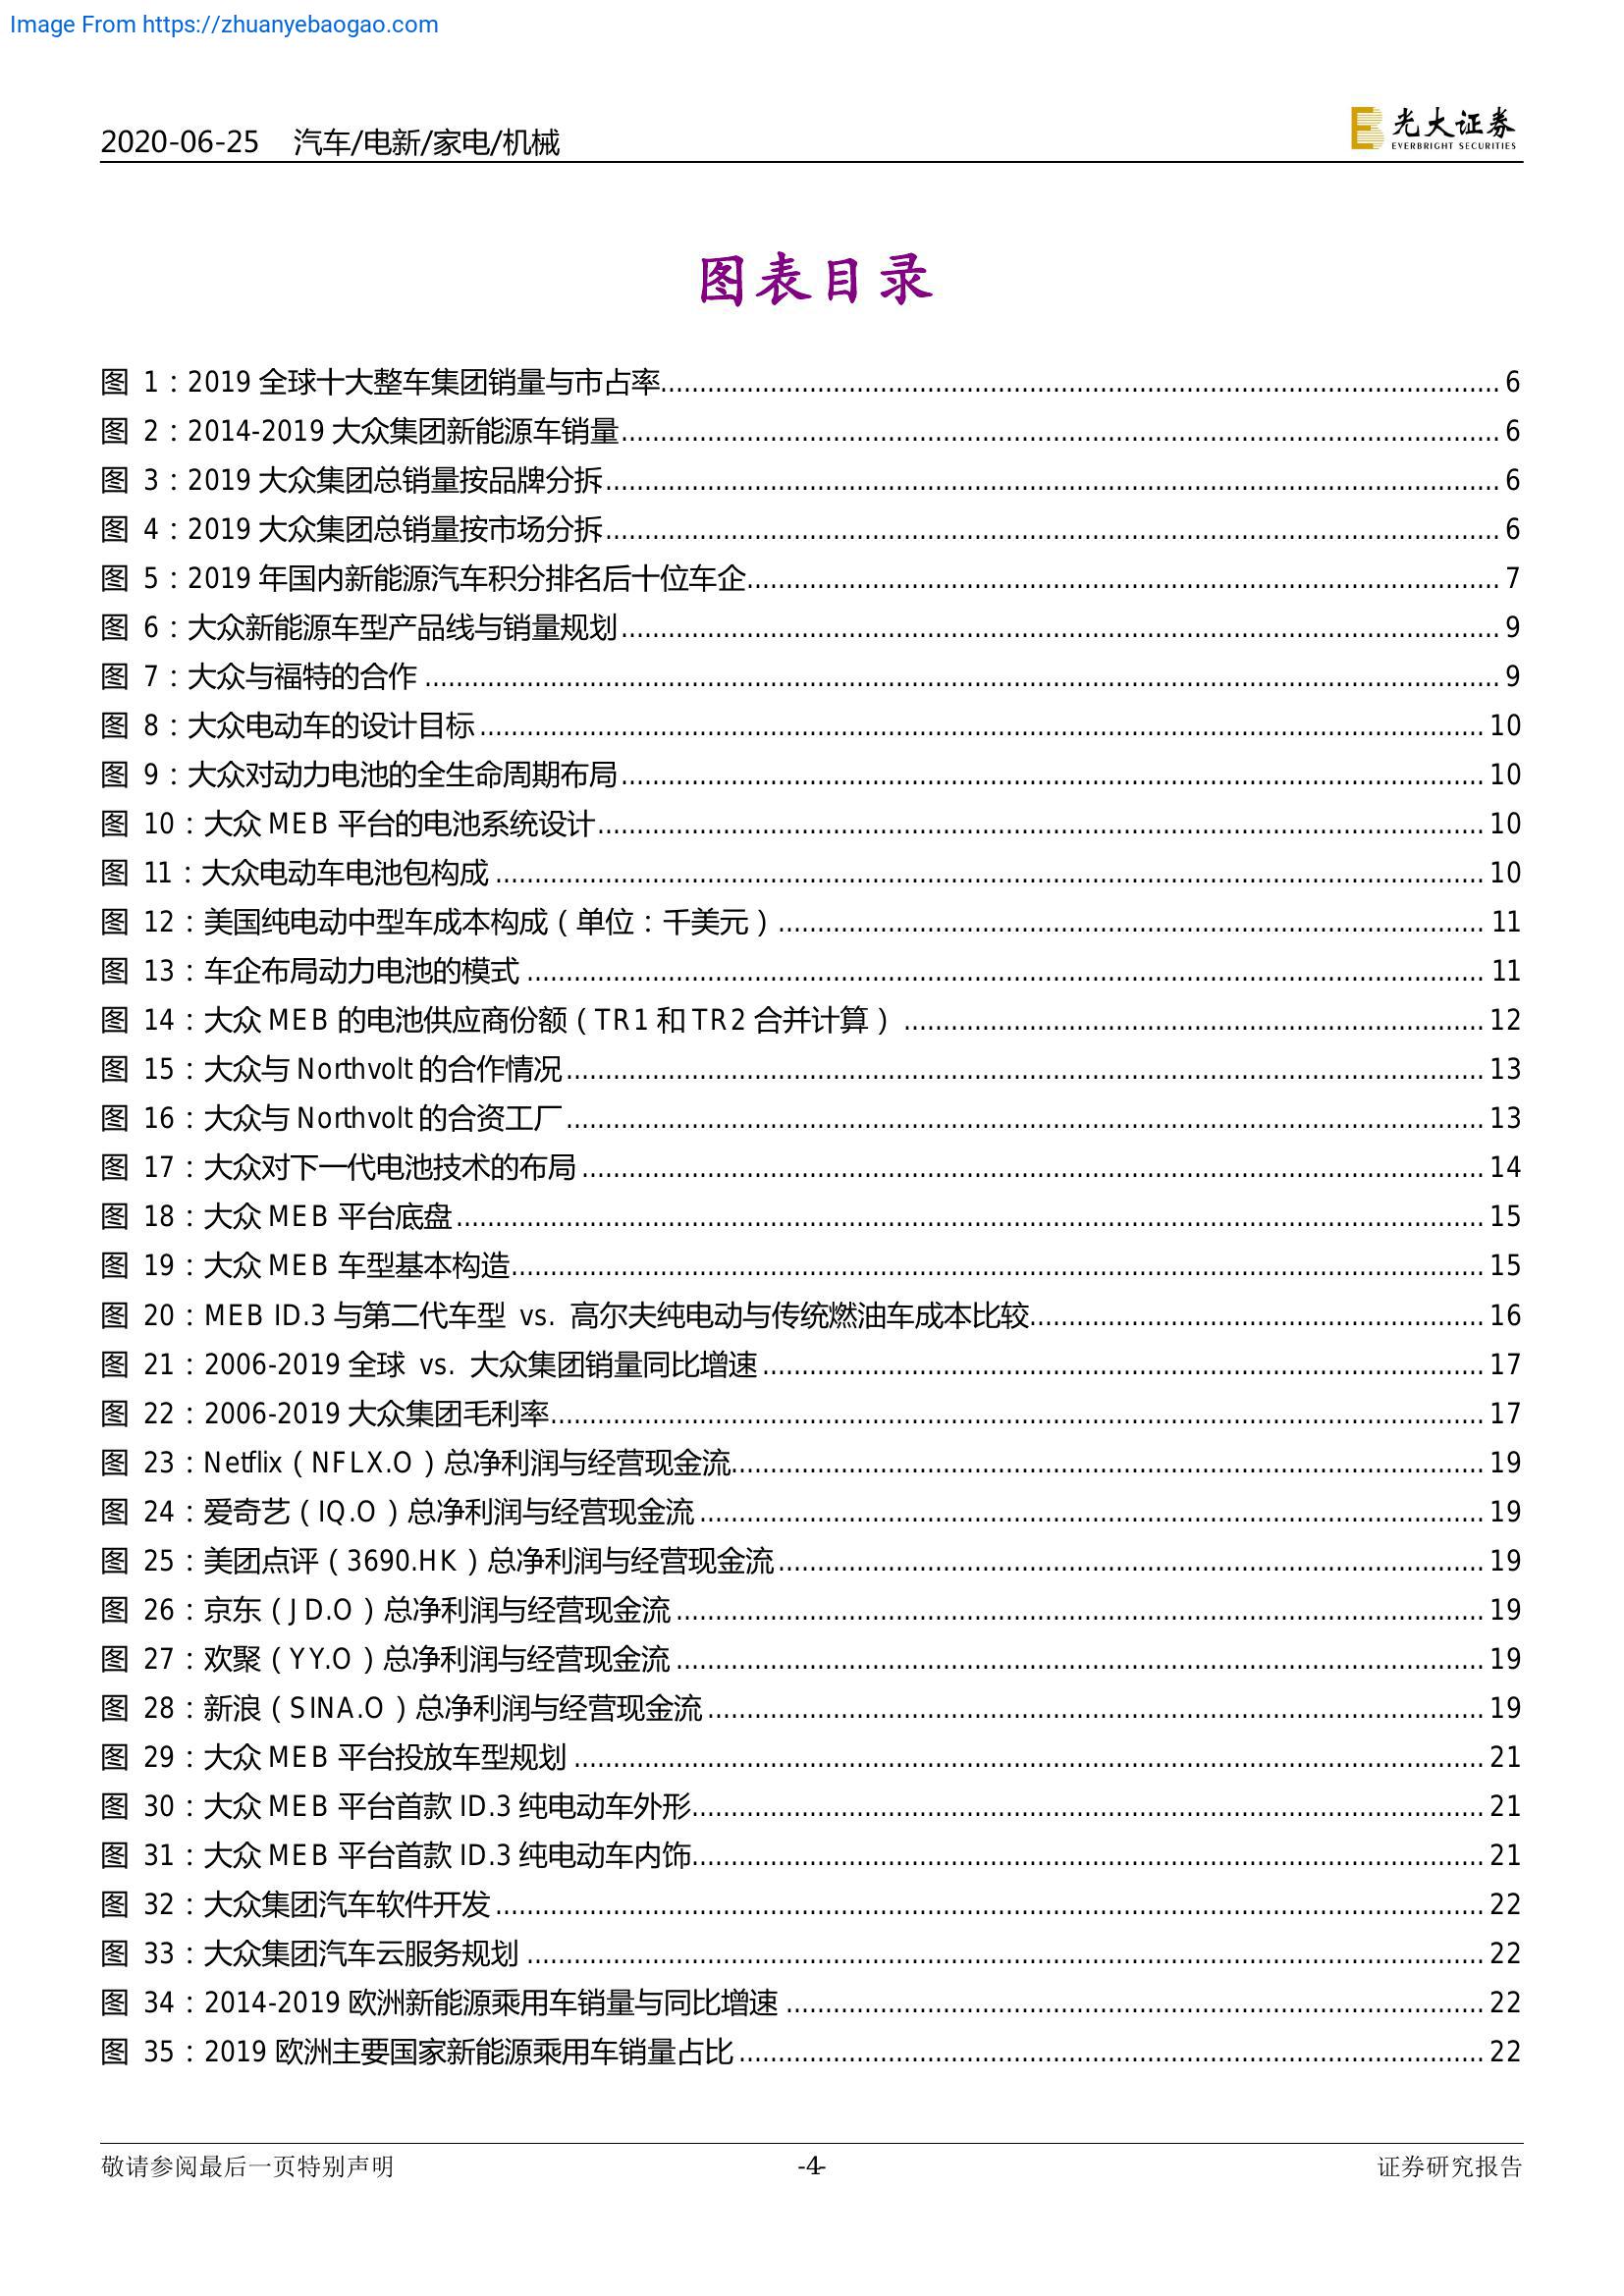 Image From https://zhuanyebaogao.com
2020-06-25 汽车/电新/家电/机械
光大证券
EVERBRIGHT SECURITIES
图表目录
图 1：2019 全球十大整车集团销量与市占率 6
图 2：2014-2019 大众集团新能源车销量 6
图 3：2019 大众集团总销量按品牌分拆 6
图 4：2019 大众集团总销量按市场分拆 6
图 5：2019 年国内新能源汽车积分排名后十位车企 7
图 6：大众新能源车型产品线与销量规划 9
图 7：大众与福特的合作 9
图 8：大众电动车的设计目标 10
图 9：大众对动力电池的全生命周期布局 10
图 10：大众 MEB 平台的电池系统设计 10
图 11：大众电动车电池包构成 10
图 12：美国纯电动中型车成本构成（单位：千美元） 11
图 13：车企布局动力电池的模式 11
图 14：大众 MEB 的电池供应商份额（TR1 和 TR2 合并计算） 12
图 15：大众与 Northvolt 的合作情况 13
图 16：大众与 Northvolt 的合资工厂 13
图 17：大众对下一代电池技术的布局 14
图 18：大众 MEB 平台底盘 15
图 19：大众 MEB 车型基本构造 15
图 20：MEB ID.3 与第二代车型 vs. 高尔夫纯电动与传统燃油车成本比较 16
图 21：2006-2019 全球 vs. 大众集团销量同比增速 17
图 22：2006-2019 大众集团毛利率 17
图 23：Netflix（NFLX.O）总净利润与经营现金流 19
图 24：爱奇艺（IQ.O）总净利润与经营现金流 19
图 25：美团点评（3690.HK）总净利润与经营现金流 19
图 26：京东（JD.O）总净利润与经营现金流 19
图 27：欢聚（YY.O）总净利润与经营现金流 19
图 28：新浪（SINA.O）总净利润与经营现金流 19
图 29：大众 MEB 平台投放车型规划 21
图 30：大众 MEB 平台首款 ID.3 纯电动车外形 21
图 31：大众 MEB 平台首款 ID.3 纯电动车内饰 21
图 32：大众集团汽车软件开发 22
图 33：大众集团汽车云服务规划 22
图 34：2014-2019 欧洲新能源乘用车销量与同比增速 22
图 35：2019 欧洲主要国家新能源乘用车销量占比 22
敬请参阅最后一页特别声明 -4- 证券研究报告